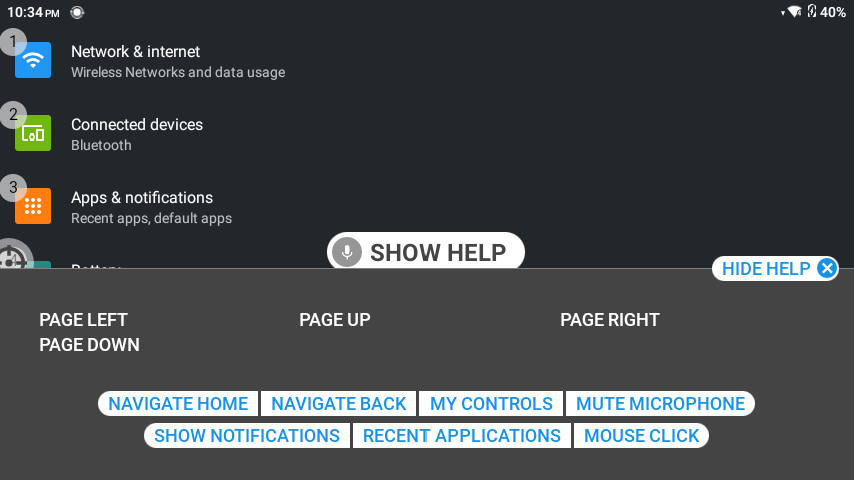 10:34 PM
40%
1
Network & internet
Wireless Networks and data usage
2
Connected devices
Bluetooth
3
Apps & notifications
Recent apps, default apps
SHOW HELP
HIDE HELP
PAGE LEFT PAGE UP PAGE RIGHT
PAGE DOWN
NAVIGATE HOME NAVIGATE BACK MY CONTROLS MUTE MICROPHONE
SHOW NOTIFICATIONS RECENT APPLICATIONS MOUSE CLICK